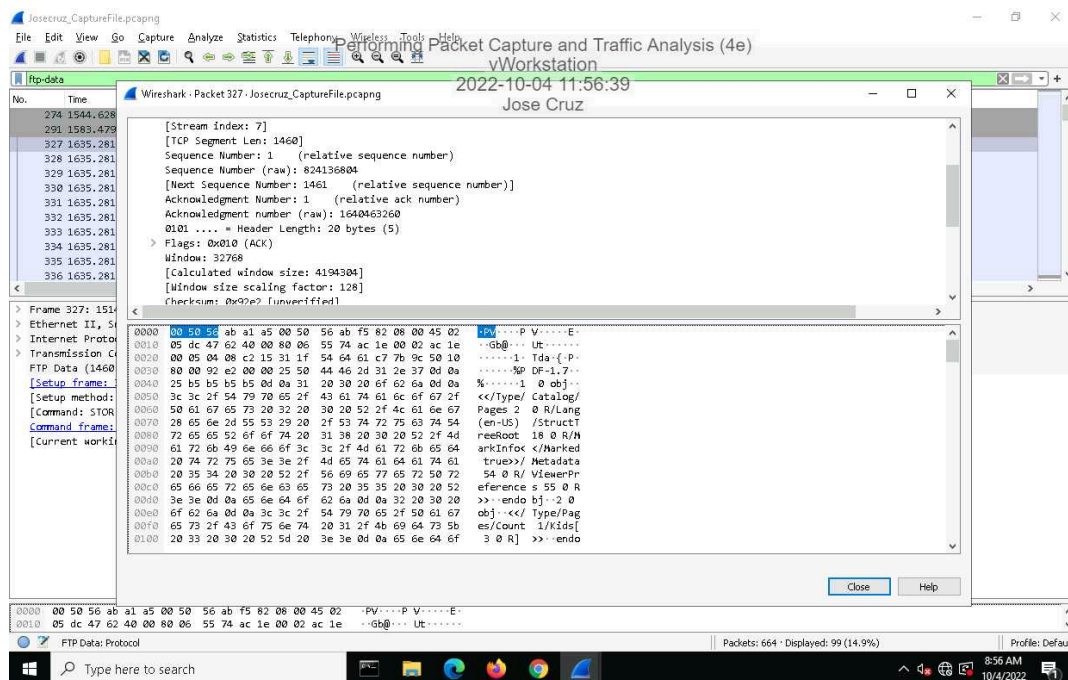 Josecruz_CaptureFile.pcapng
File Edit View Go Capture Analyze Statistics Telephony Wireless Tools Help
Performing Packet Capture and Traffic Analysis (4e)
vWorkstation
2022-10-04 11:56:39
Jose Cruz
ftp-data
No. Time
274 1544.628
291 1583.479
327 1635.281
328 1635.281
329 1635.281
330 1635.281
331 1635.281
332 1635.281
333 1635.281
334 1635.281
335 1635.281
336 1635.281
Wireshark · Packet 327 · Josecruz_CaptureFile.pcapng
[Stream index: 7]
[TCP Segment Len: 1460]
Sequence Number: 1 (relative sequence number)
Sequence Number (raw): 824136804
[Next Sequence Number: 1461 (relative sequence number)]
Acknowledgment Number: 1 (relative ack number)
Acknowledgment number (raw): 1640463260
0101 .... = Header Length: 20 bytes (5)
Flags: 0x010 (ACK)
Window: 32768
[Calculated window size: 4194304]
[Window size scaling factor: 128]
Checksum: 0x92e2 [unverified]
Frame 327: 151
Ethernet II, S
Internet Proto
Transmission C
FTP Data (1460
[Setup frame:
[Setup method:
[Command: STOR
Command frame:
[Current worki
0000 00 50 56 ab a1 a5 00 50 56 ab f5 82 08 00 45 02 ·PV····P V·····E·
0010 05 dc 47 62 40 00 80 06 55 74 ac 1e 00 02 ac 1e ··Gb@··· Ut······
0020 00 05 04 08 c2 15 31 1f 54 64 61 c7 7b 9c 50 10 ······1· Tda·{·P·
0030 80 00 92 e2 00 00 25 50 44 46 2d 31 2e 37 0d 0a ······%P DF-1.7··
0040 25 b5 b5 b5 b5 0d 0a 31 20 30 20 6f 62 6a 0d 0a %······1 0 obj··
0050 3c 3c 2f 54 79 70 65 2f 43 61 74 61 6c 6f 67 2f <</Type/ Catalog/
0060 50 61 67 65 73 20 32 20 30 20 52 2f 4c 61 6e 67 Pages 2 0 R/Lang
0070 28 65 6e 2d 55 53 29 20 2f 53 74 72 75 63 74 54 (en-US) /StructT
0080 72 65 65 52 6f 6f 74 20 31 38 20 30 20 52 2f 4d reeRoot 18 0 R/M
0090 61 72 6b 49 6e 66 6f 3c 3c 2f 4d 61 72 6b 65 64 arkInfo< </Marked
00a0 20 74 72 75 65 3e 3e 2f 4d 65 74 61 64 61 74 61 true>>/ Metadata
00b0 20 35 34 20 30 20 52 2f 56 69 65 77 65 72 50 72 54 0 R/ ViewerPr
00c0 65 66 65 72 65 6e 63 65 73 20 35 35 20 30 20 52 eference s 55 0 R
00d0 3e 3e 0d 0a 65 6e 64 6f 62 6a 0d 0a 32 20 30 20 >>··endo bj··2 0
00e0 6f 62 6a 0d 0a 3c 3c 2f 54 79 70 65 2f 50 61 67 obj··<</ Type/Pag
00f0 65 73 2f 43 6f 75 6e 74 20 31 2f 4b 69 64 73 5b es/Count 1/Kids[
0100 20 33 20 30 20 52 5d 20 3e 3e 0d 0a 65 6e 64 6f 3 0 R] >>··endo
Close Help
0000 00 50 56 ab a1 a5 00 50 56 ab f5 82 08 00 45 02 ·PV····P V·····E·
0010 05 dc 47 62 40 00 80 06 55 74 ac 1e 00 02 ac 1e ··Gb@··· Ut······
FTP Data: Protocol
Packets: 664 · Displayed: 99 (14.9%)
Profile: Defau
Type here to search
8:56 AM
10/4/2022